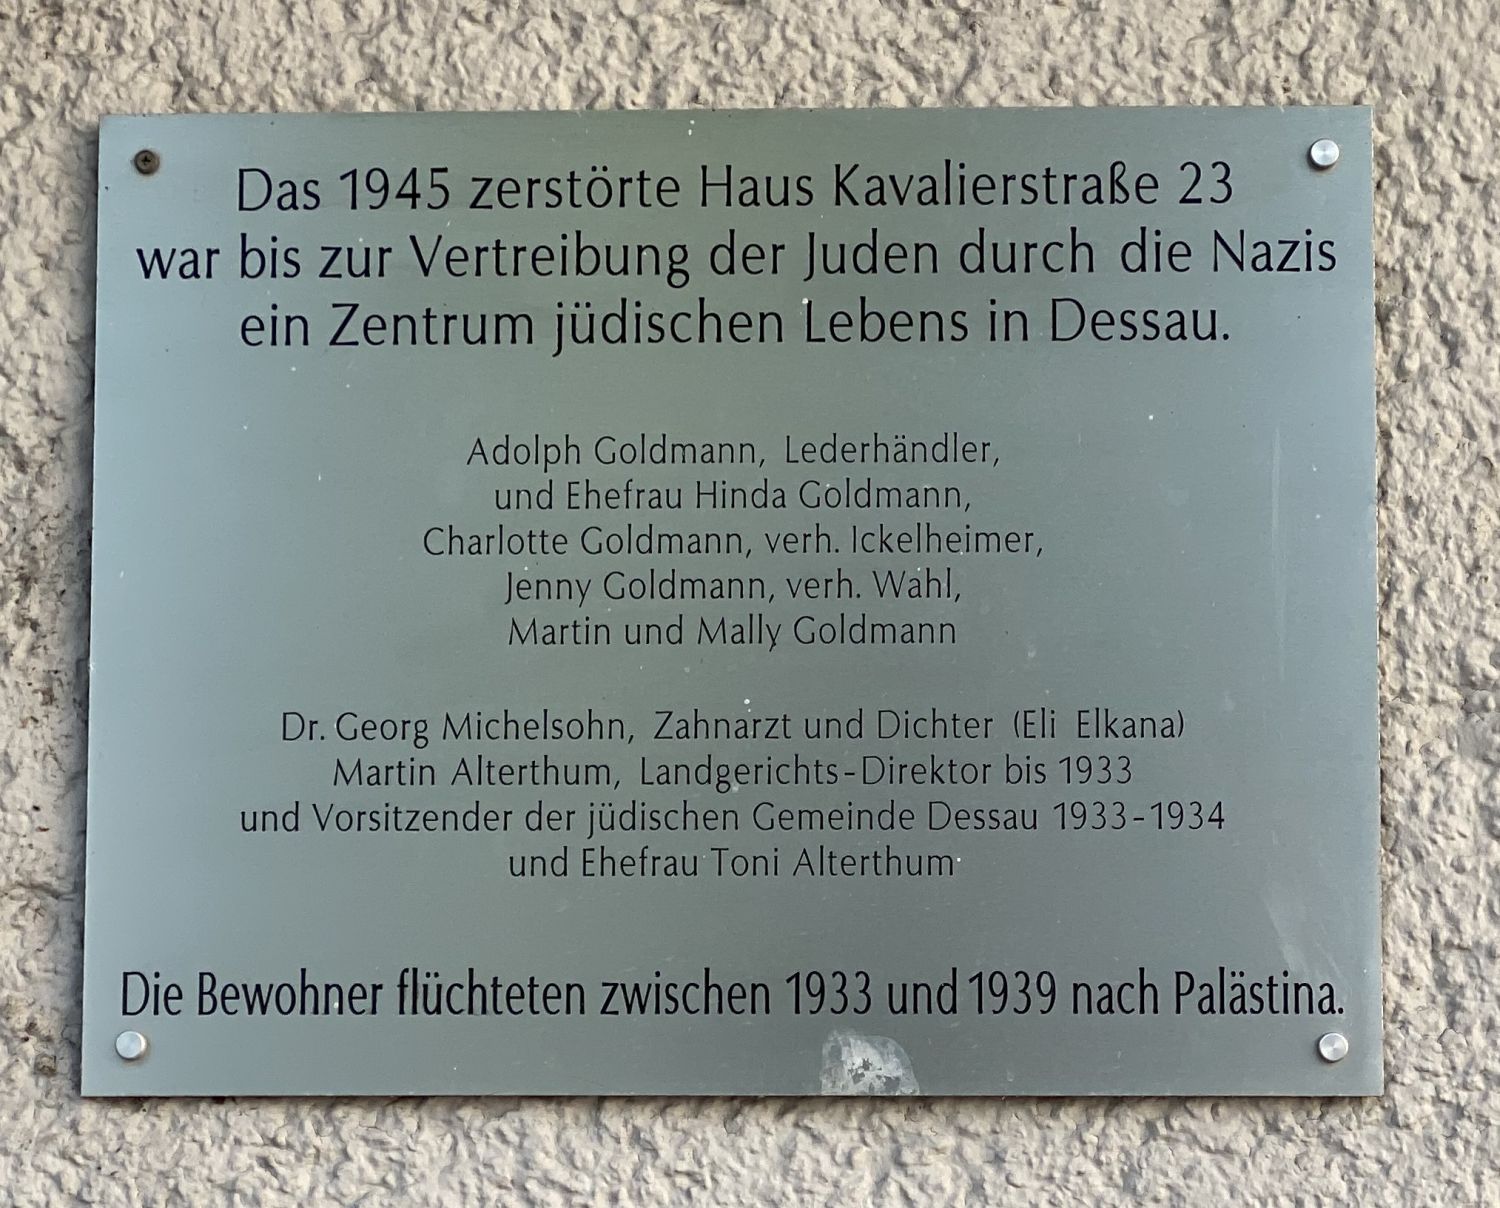 Das 1945 zerstörte Haus Kavalierstraße 23
war bis zur Vertreibung der Juden durch die Nazis
ein Zentrum jüdischen Lebens in Dessau.
Adolph Goldmann, Lederhändler,
und Ehefrau Hinda Goldmann,
Charlotte Goldmann, verh. Ickelheimer,
Jenny Goldmann, verh. Wahl,
Martin und Mally Goldmann
Dr. Georg Michelsohn, Zahnarzt und Dichter (Eli Elkana)
Martin Alterthum, Landgerichts-Direktor bis 1933
und Vorsitzender der jüdischen Gemeinde Dessau 1933-1934
und Ehefrau Toni Alterthum
Die Bewohner flüchteten zwischen 1933 und 1939 nach Palästina.